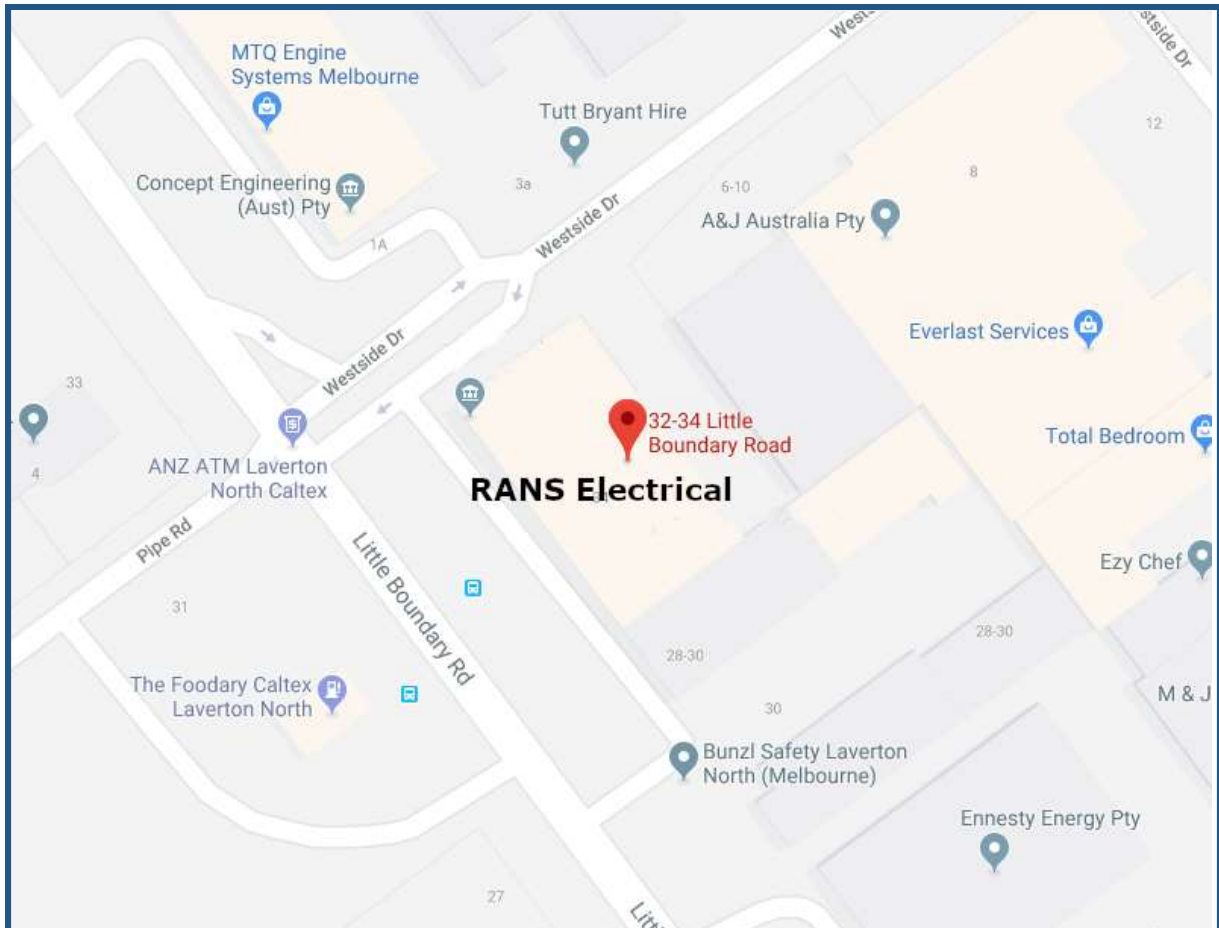 Westside Dr
MTQ Engine
Systems Melbourne
Tutt Bryant Hire
12
Concept Engineering
(Aust) Pty
3a
6-10
8
A&J Australia Pty
Westside Dr
1A
Everlast Services
Westside Dr
33
32-34 Little
Boundary Road
Total Bedroom
4
ANZ ATM Laverton
North Caltex
RANS Electrical
Pipe Rd
Little Boundary Rd
Ezy Chef
31
28-30
28-30
The Foodary Caltex
Laverton North
M & J
30
Bunzl Safety Laverton
North (Melbourne)
Ennesty Energy Pty
27